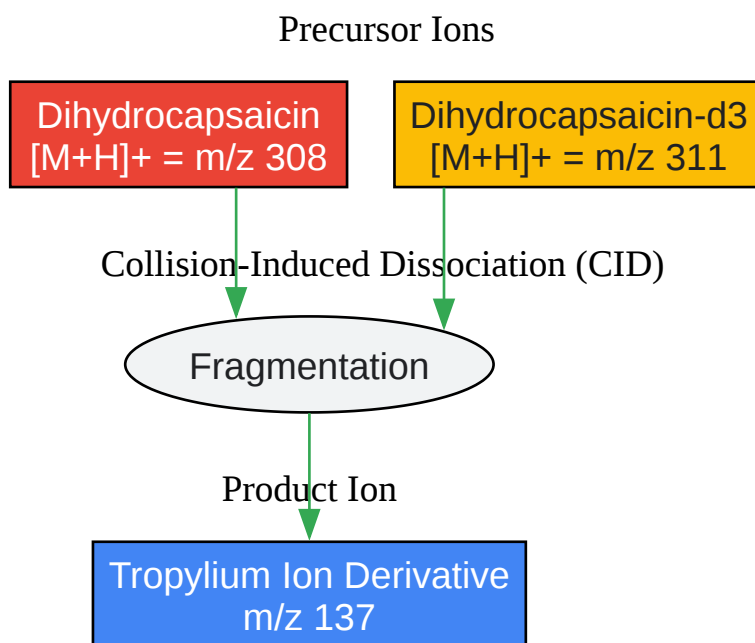 Precursor Ions
Dihydrocapsaicin
[M+H]+ = m/z 308
Dihydrocapsaicin-d3
[M+H]+ = m/z 311
Collision-Induced Dissociation (CID)
Fragmentation
Product Ion
Tropylium Ion Derivative
m/z 137